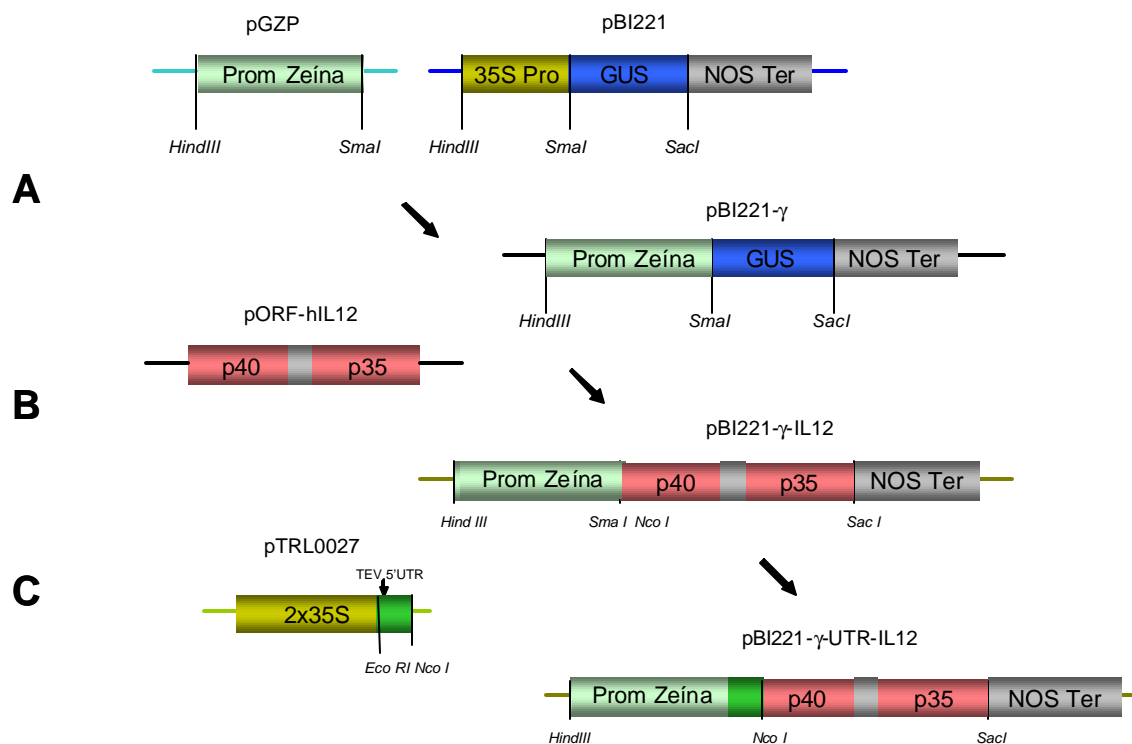 pGZP
pBI221
Prom Zeína
35S Pro GUS NOS Ter
HindIII SmaI
HindIII SmaI SacI
A
pBI221-γ
Prom Zeína GUS NOS Ter
HindIII SmaI SacI
pORF-hIL12
p40 p35
B
pBI221-γ-IL12
Prom Zeína p40 p35 NOS Ter
Hind III Sma I Nco I Sac I
pTRL0027
C
TEV 5'UTR
2x35S
Eco RI Nco I
pBI221-γ-UTR-IL12
Prom Zeína p40 p35 NOS Ter
HindIII Nco I SacI